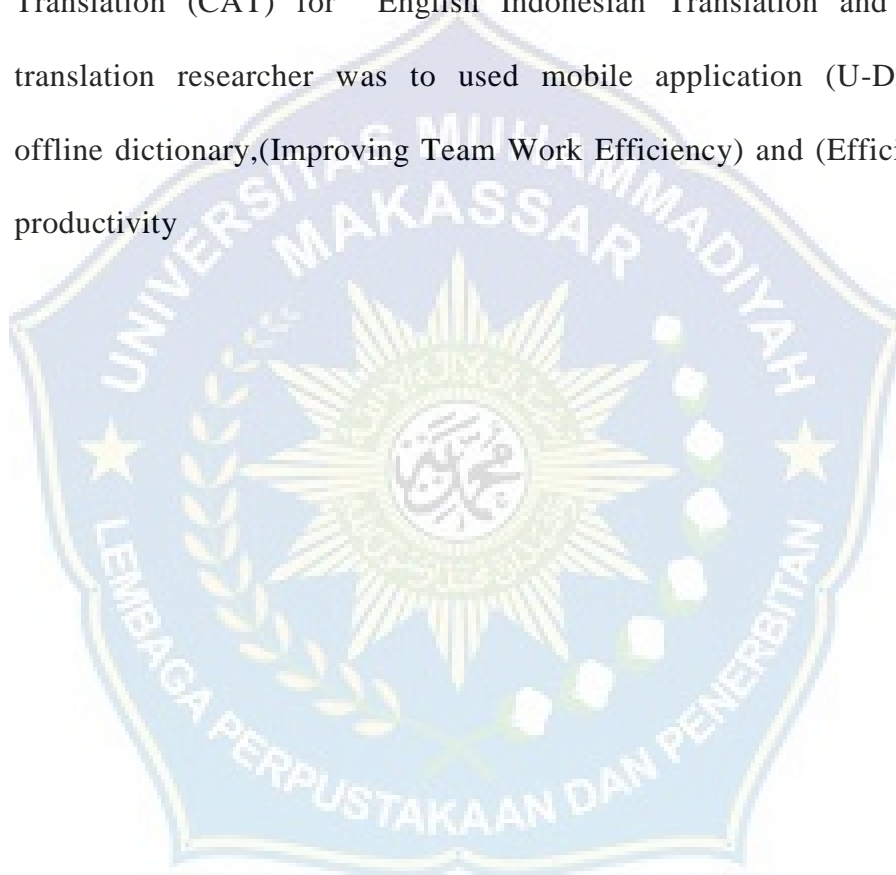 Translation (CAT) for English Indonesian Translation and
translation researcher was to used mobile application (U-D
offline dictionary,(Improving Team Work Efficiency) and (Effici
productivity
UNIVERSITAS MUHAMMADIYAH
MAKASSAR
LEMBAGA PERPUSTAKAAN DAN PENERBITAN